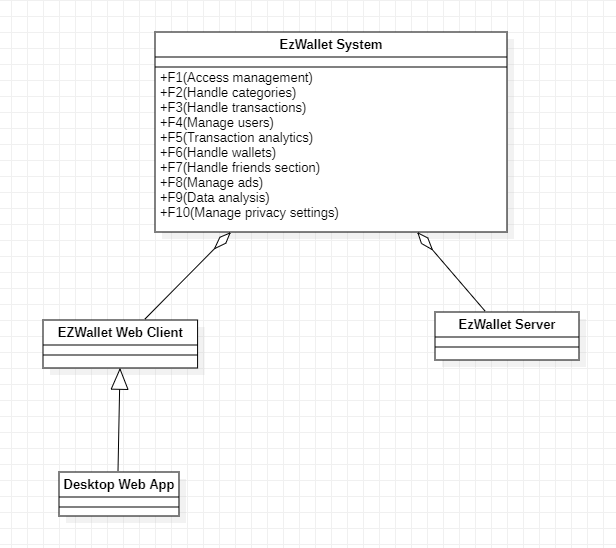 EzWallet System
+F1(Access management)
+F2(Handle categories)
+F3(Handle transactions)
+F4(Manage users)
+F5(Transaction analytics)
+F6(Handle wallets)
+F7(Handle friends section)
+F8(Manage ads)
+F9(Data analysis)
+F10(Manage privacy settings)
EZWallet Web Client
EzWallet Server
Desktop Web App